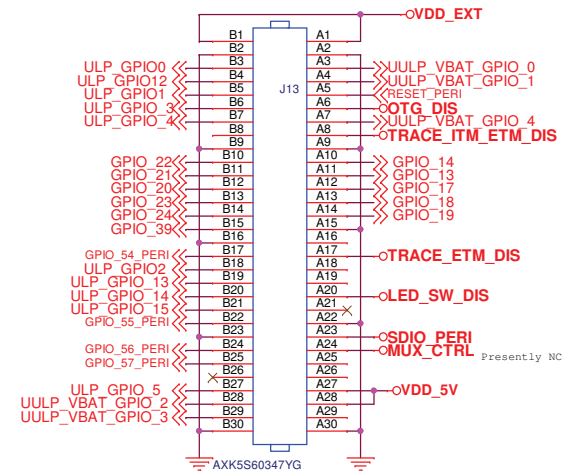 VDD_EXT
B1 A1
B2 A2
ULP_GPIO0 B3 A3 UULP_VBAT_GPIO_0
ULP_GPIO12 B4 A4 UULP_VBAT_GPIO_1
ULP_GPIO1 B5 J13 A5 RESET_PERI
ULP_GPIO_3 B6 A6 OTG_DIS
ULP_GPIO_4 B7 A7 UULP_VBAT_GPIO_4
B8 A8 TRACE_ITM_ETM_DIS
B9 A9
GPIO_22 B10 A10 GPIO_14
GPIO_21 B11 A11 GPIO_13
GPIO_20 B12 A12 GPIO_17
GPIO_23 B13 A13 GPIO_18
GPIO_24 B14 A14 GPIO_19
GPIO_39 B15 A15
B16 A16
GPIO_54_PERI B17 A17 TRACE_ETM_DIS
ULP_GPIO2 B18 A18
ULP_GPIO_13 B19 A19
ULP_GPIO_14 B20 A20 LED_SW_DIS
ULP_GPIO_15 B21 A21
GPIO_55_PERI B22 A22
B23 A23 SDIO_PERI
GPIO_56_PERI B24 A24 MUX_CTRL Presently NC
GPIO_57_PERI B25 A25
B26 A26
ULP_GPIO_5 B27 A27 VDD_5V
UULP_VBAT_GPIO_2 B28 A28
UULP_VBAT_GPIO_3 B29 A29
B30 A30
AXK5S60347YG